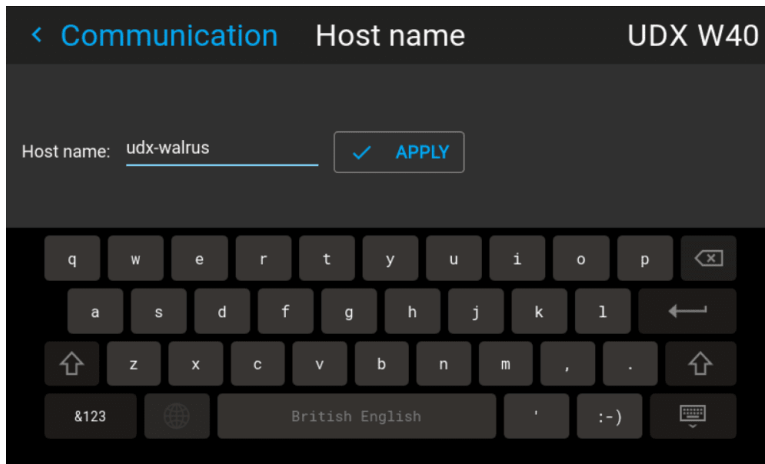 < Communication Host name UDX W40
Host name: udx-walrus APPLY
q w e r t y u i o p
a s d f g h j k l
z x c v b n m , .
&123 British English ' :-)